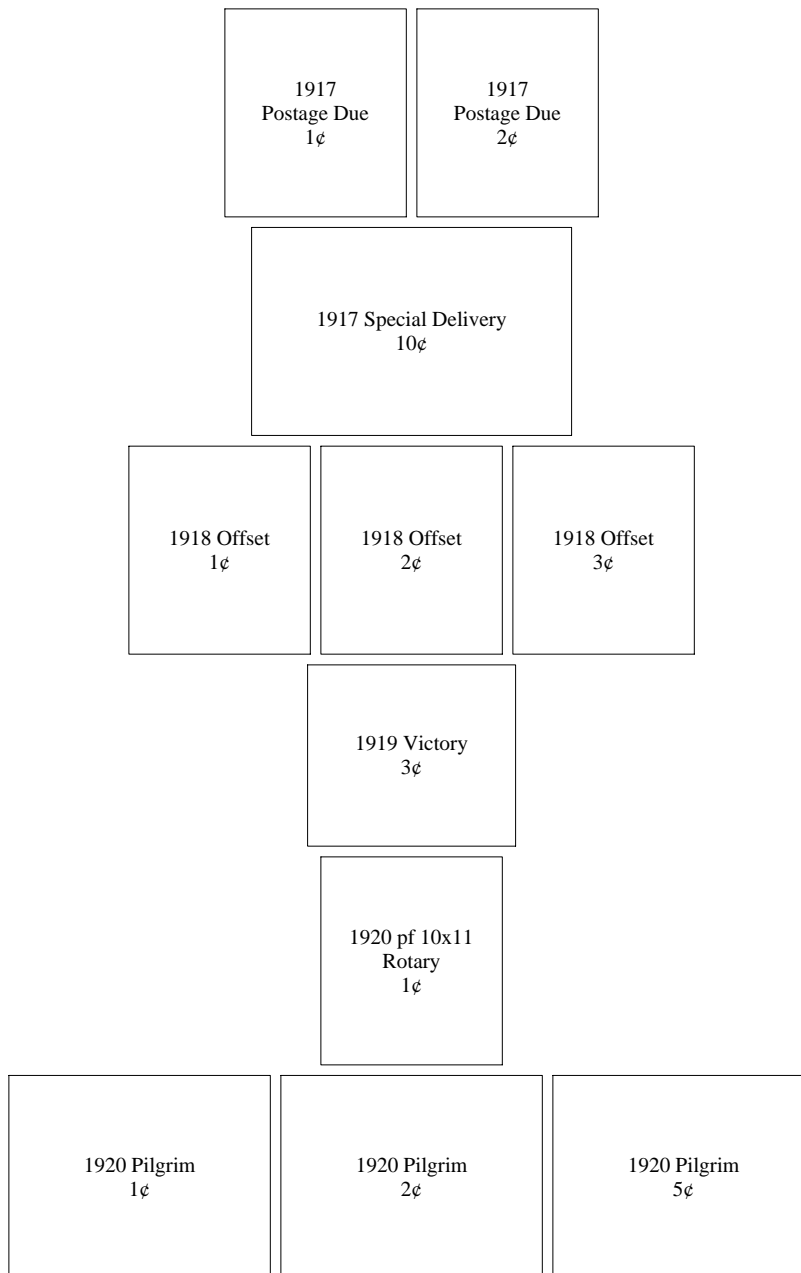 1917
Postage Due
1¢
1917
Postage Due
2¢
1917 Special Delivery
10¢
1918 Offset
1¢
1918 Offset
2¢
1918 Offset
3¢
1919 Victory
3¢
1920 pf 10x11
Rotary
1¢
1920 Pilgrim
1¢
1920 Pilgrim
2¢
1920 Pilgrim
5¢